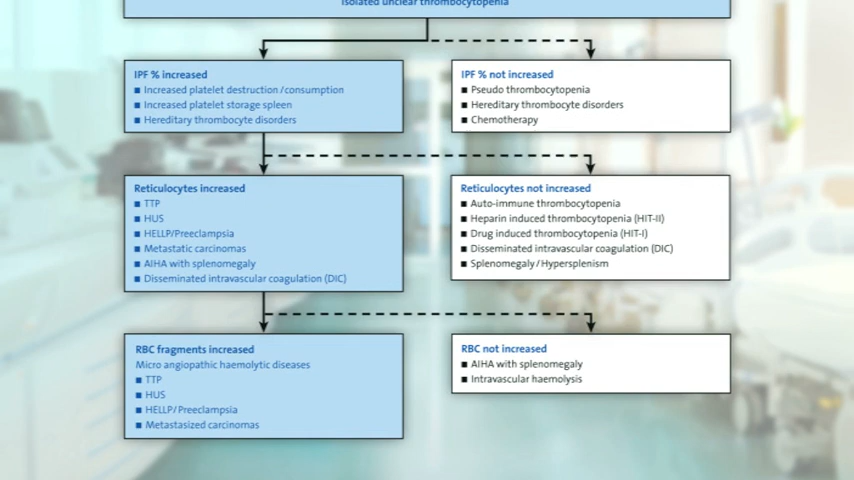 Isolated unclear thrombocytopenia
IPF % increased
■ Increased platelet destruction/consumption
■ Increased platelet storage spleen
■ Hereditary thrombocyte disorders
IPF % not increased
■ Pseudo thrombocytopenia
■ Hereditary thrombocyte disorders
■ Chemotherapy
Reticulocytes increased
■ TTP
■ HUS
■ HELLP/Preeclampsia
■ Metastatic carcinomas
■ AIHA with splenomegaly
■ Disseminated intravascular coagulation (DIC)
Reticulocytes not increased
■ Auto-immune thrombocytopenia
■ Heparin induced thrombocytopenia (HIT-II)
■ Drug induced thrombocytopenia (HIT-I)
■ Disseminated intravascular coagulation (DIC)
■ Splenomegaly/Hypersplenism
RBC fragments increased
Micro angiopathic haemolytic diseases
■ TTP
■ HUS
■ HELLP/Preeclampsia
■ Metastasized carcinomas
RBC not increased
■ AIHA with splenomegaly
■ Intravascular haemolysis